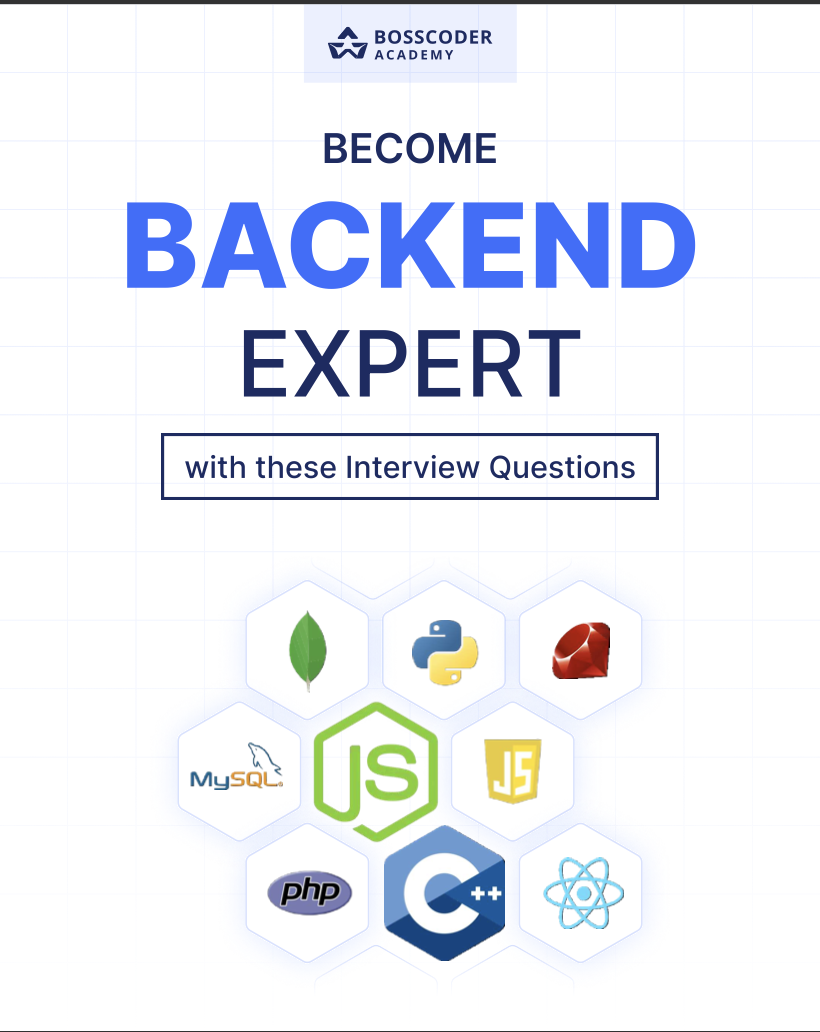 BOSSCODER
ACADEMY
BECOME
BACKEND
EXPERT
with these Interview Questions
MySQL
JS
JS
php
C++